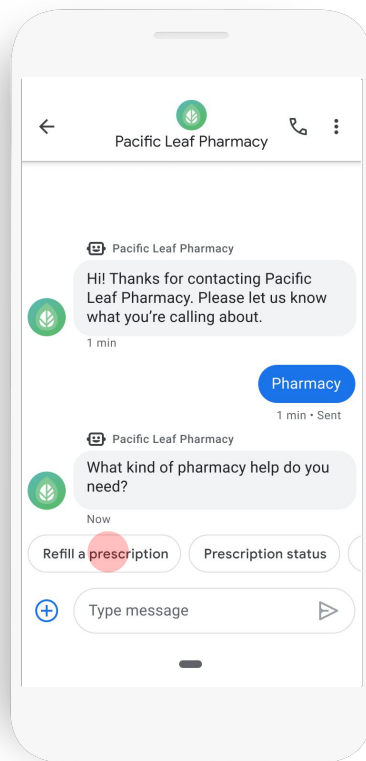 Pacific Leaf Pharmacy
Pacific Leaf Pharmacy
Hi! Thanks for contacting Pacific
Leaf Pharmacy. Please let us know
what you’re calling about.
1 min
Pharmacy
1 min • Sent
Pacific Leaf Pharmacy
What kind of pharmacy help do you
need?
Now
Refill a prescription
Prescription status
Type message